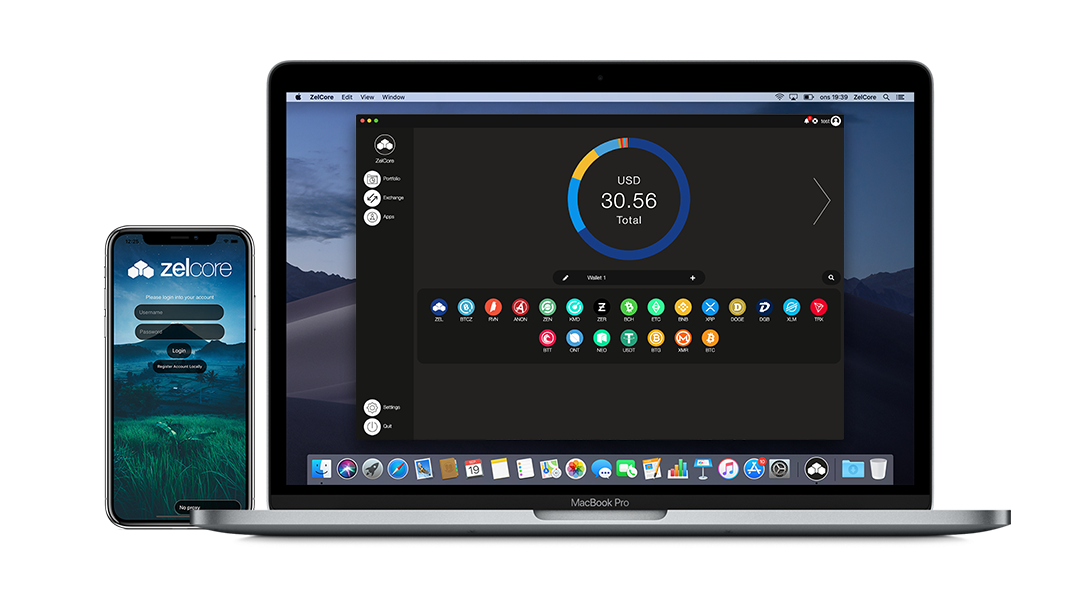 ZelCore Edit View Window
ons 19:39 ZelCore
test
ZelCore
Portfolio
Exchange
Apps
USD
30.56
Total
Wallet 1
ZEL BTCZ RVN ANON ZEN KMD ZER BCH ETC BNB XRP DOGE DGB XLM TRX
BTT ONT NEO USDT BTG XMR BTC
Settings
Quit
19
MacBook Pro
12:25
zelcore
Please login into your account
Username
Password
Login
Register Account Locally
No proxy